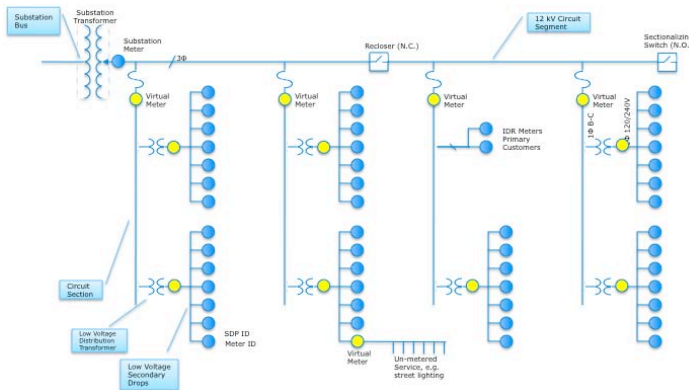 Substation
Bus
Substation
Transformer
Substation
Meter
3Φ
Recloser (N.C.)
12 kV Circuit
Segment
Sectionalizing
Switch (N.O.
Virtual
Meter
Virtual
Meter
Virtual
Meter
Virtual
Meter
IDR Meters
Primary
Customers
1Φ B-C
Φ 120/240V
Circuit
Section
Low Voltage
Distribution
Transformer
Low Voltage
Secondary
Drops
SDP ID
Meter ID
Virtual
Meter
Un-metered
Service, e.g.
street lighting